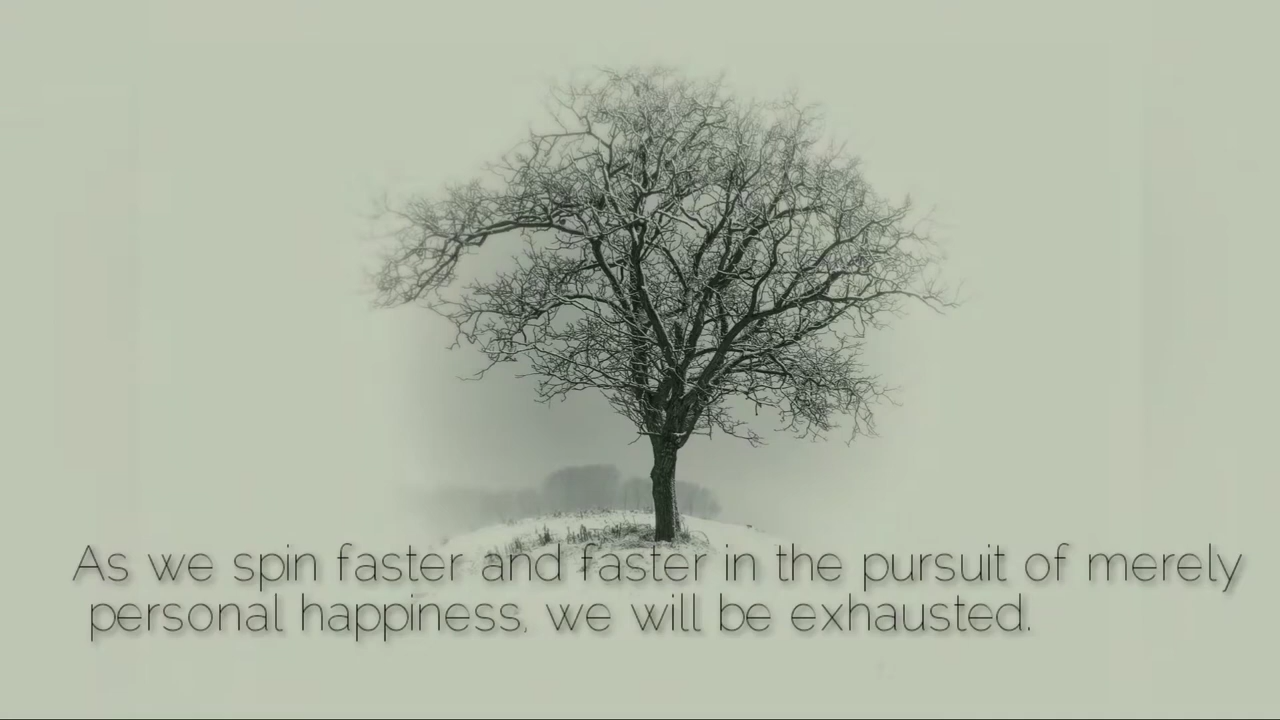 As we spin faster and faster in the pursuit of merely
personal happiness, we will be exhausted.